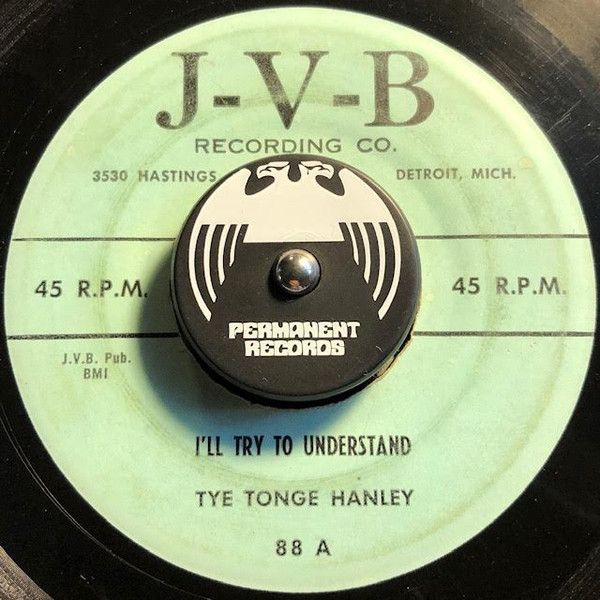 J-V-B
RECORDING CO.
3530 HASTINGS DETROIT, MICH.
45 R.P.M. 45 R.P.M.
PERMANENT
RECORDS
J.V.B. Pub.
BMI
I'LL TRY TO UNDERSTAND
TYE TONGE HANLEY
88 A